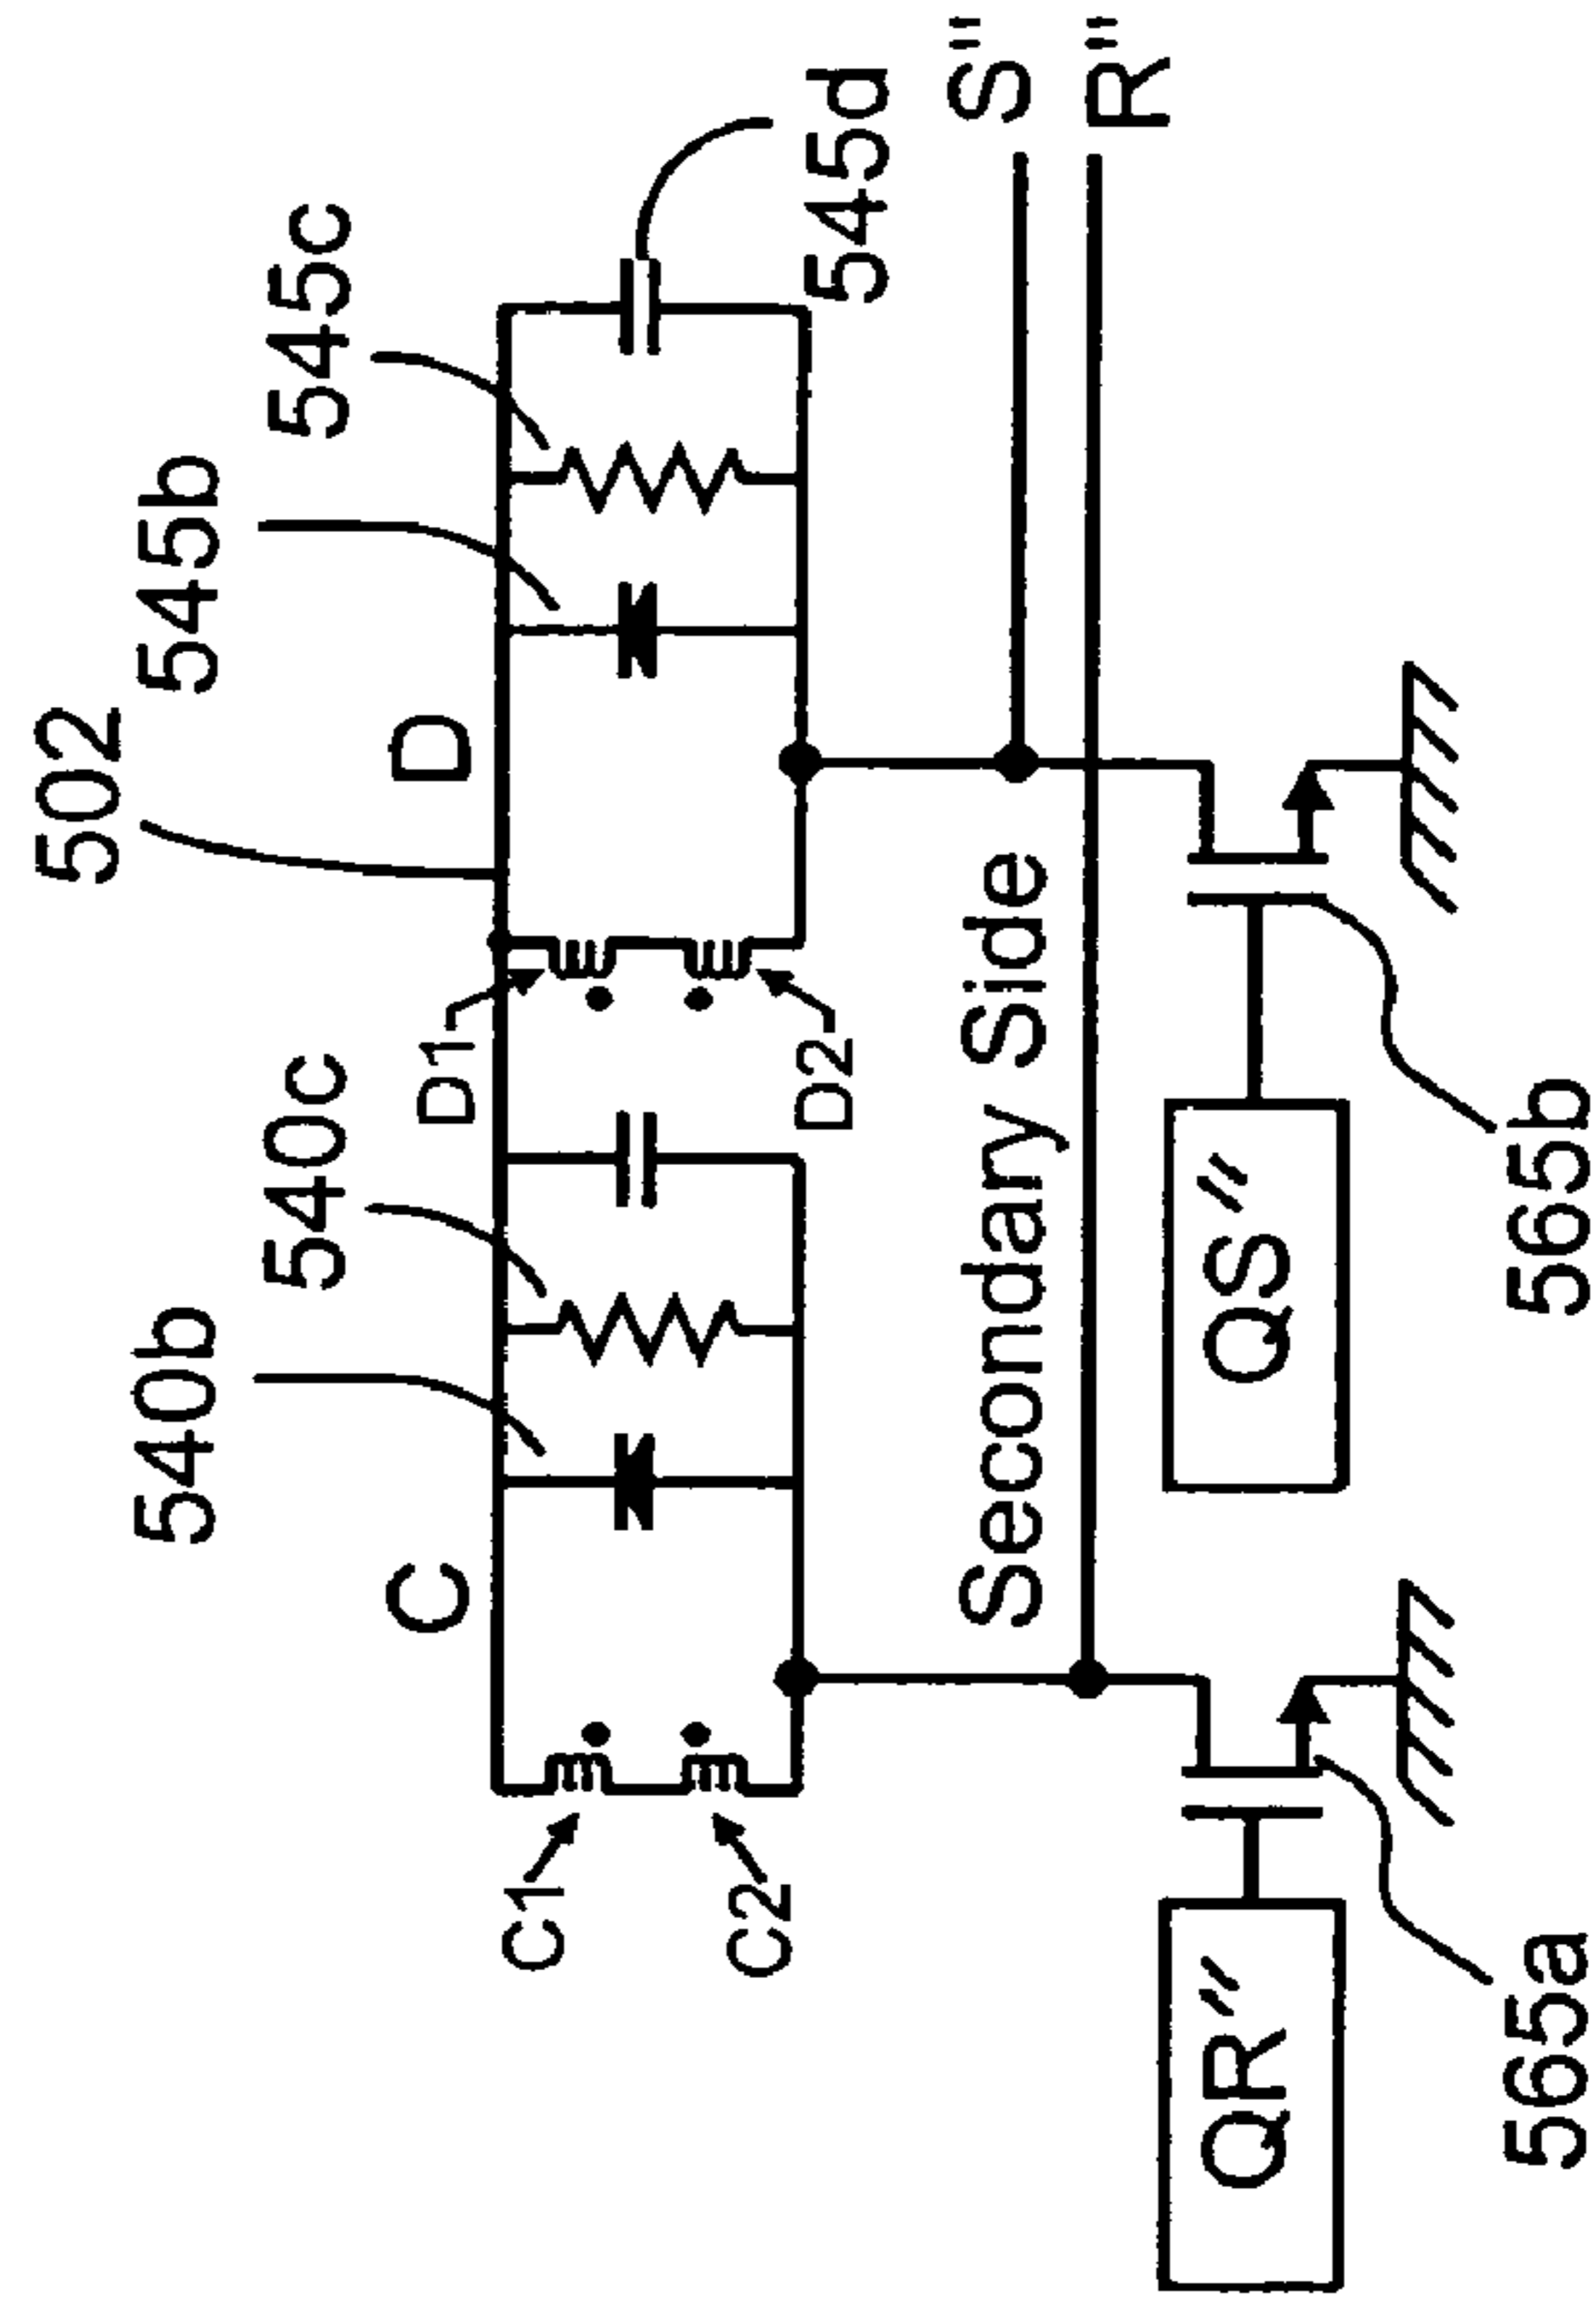 502
540b
540c
545b
545c
C
D
C1
C2
D1
D2
545d
Secondary Side
S"
R"
QR"
QS"
565a
565b